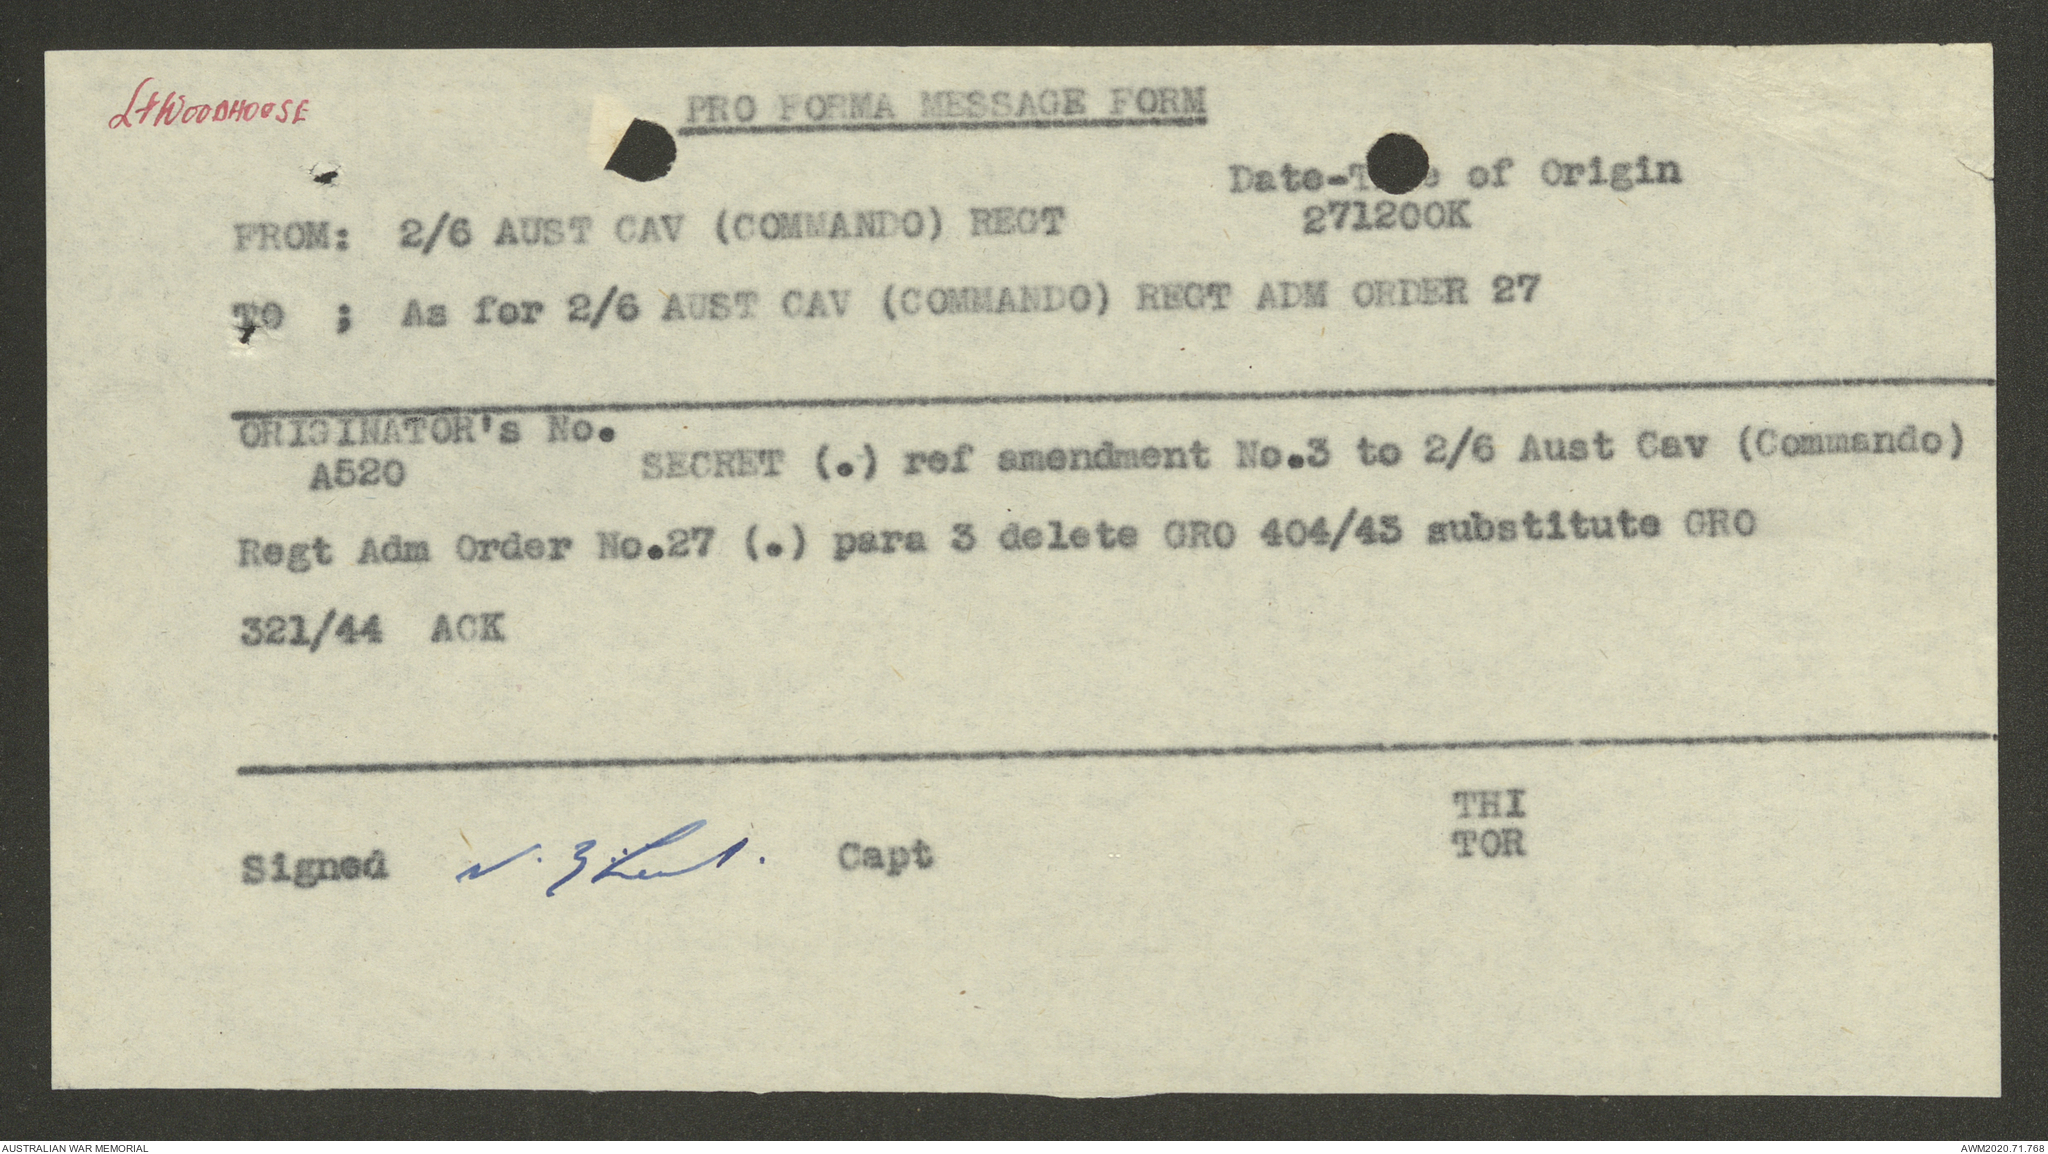 Lt WOODHOUSE
PRO FORMA MESSAGE FORM
Date-T e of Origin
271200K
FROM: 2/6 AUST CAV (COMMANDO) REGT
TO ; As for 2/6 AUST CAV (COMMANDO) REGT ADM ORDER 27
ORIGINATOR's No.
A520 SECRET (.) ref amendment No.3 to 2/6 Aust Cav (Commando)
Regt Adm Order No.27 (.) para 3 delete GRO 404/43 substitute GRO
321/44 ACK
THI
TOR
Signed Capt
AUSTRALIAN WAR MEMORIAL
AWM2020.71.768